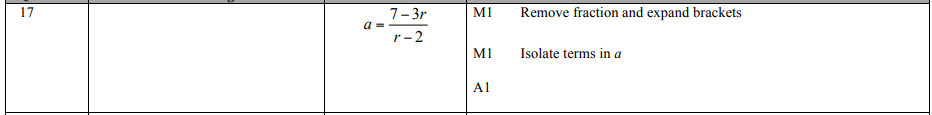 17
a = (7 – 3r)/(r – 2)
M1 Remove fraction and expand brackets
M1 Isolate terms in a
A1